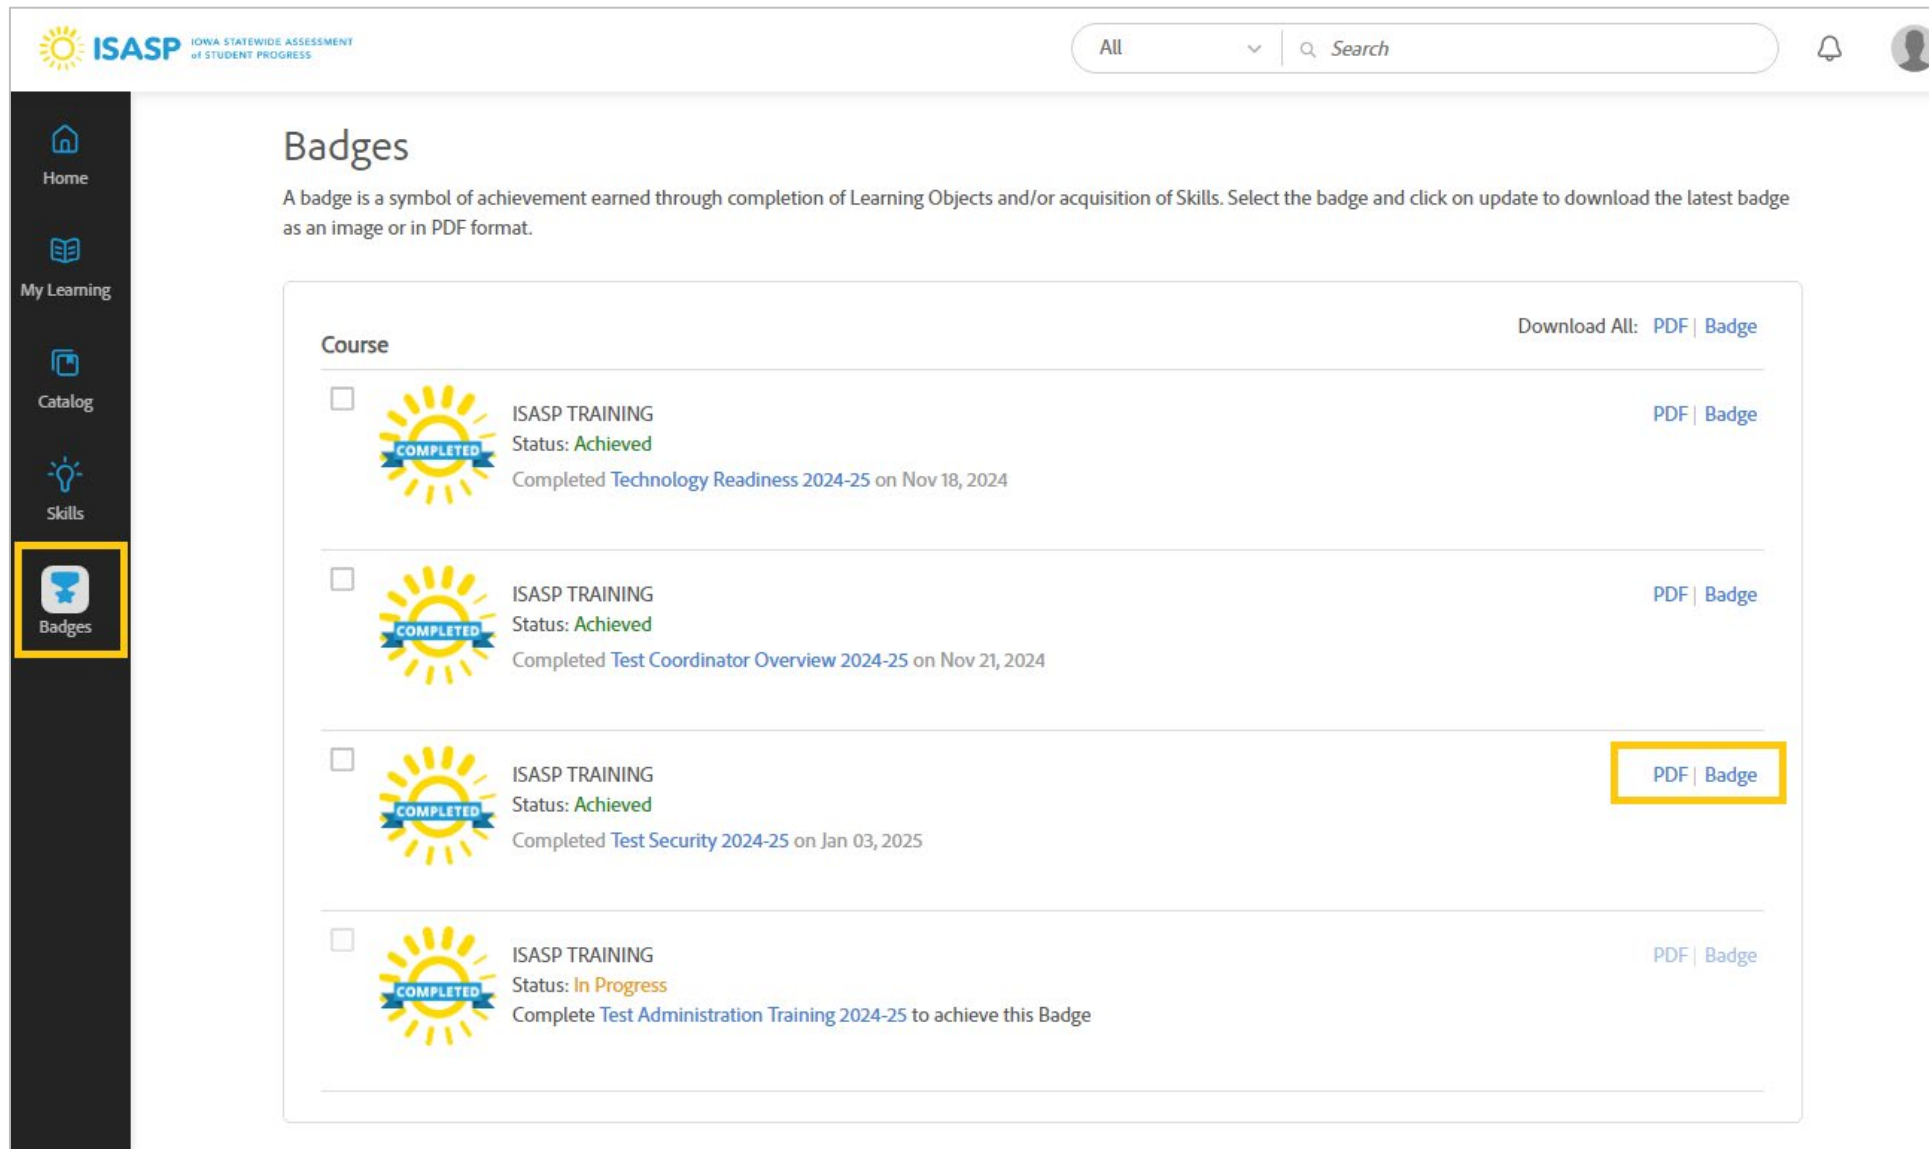 ISASP IOWA STATEWIDE ASSESSMENT
of STUDENT PROGRESS
All
Search
Home
My Learning
Catalog
Skills
Badges
Badges
A badge is a symbol of achievement earned through completion of Learning Objects and/or acquisition of Skills. Select the badge and click on update to download the latest badge
as an image or in PDF format.
Download All: PDF | Badge
Course
COMPLETED
ISASP TRAINING
PDF | Badge
Status: Achieved
Completed Technology Readiness 2024-25 on Nov 18, 2024
COMPLETED
ISASP TRAINING
PDF | Badge
Status: Achieved
Completed Test Coordinator Overview 2024-25 on Nov 21, 2024
COMPLETED
ISASP TRAINING
PDF | Badge
Status: Achieved
Completed Test Security 2024-25 on Jan 03, 2025
COMPLETED
ISASP TRAINING
PDF | Badge
Status: In Progress
Complete Test Administration Training 2024-25 to achieve this Badge